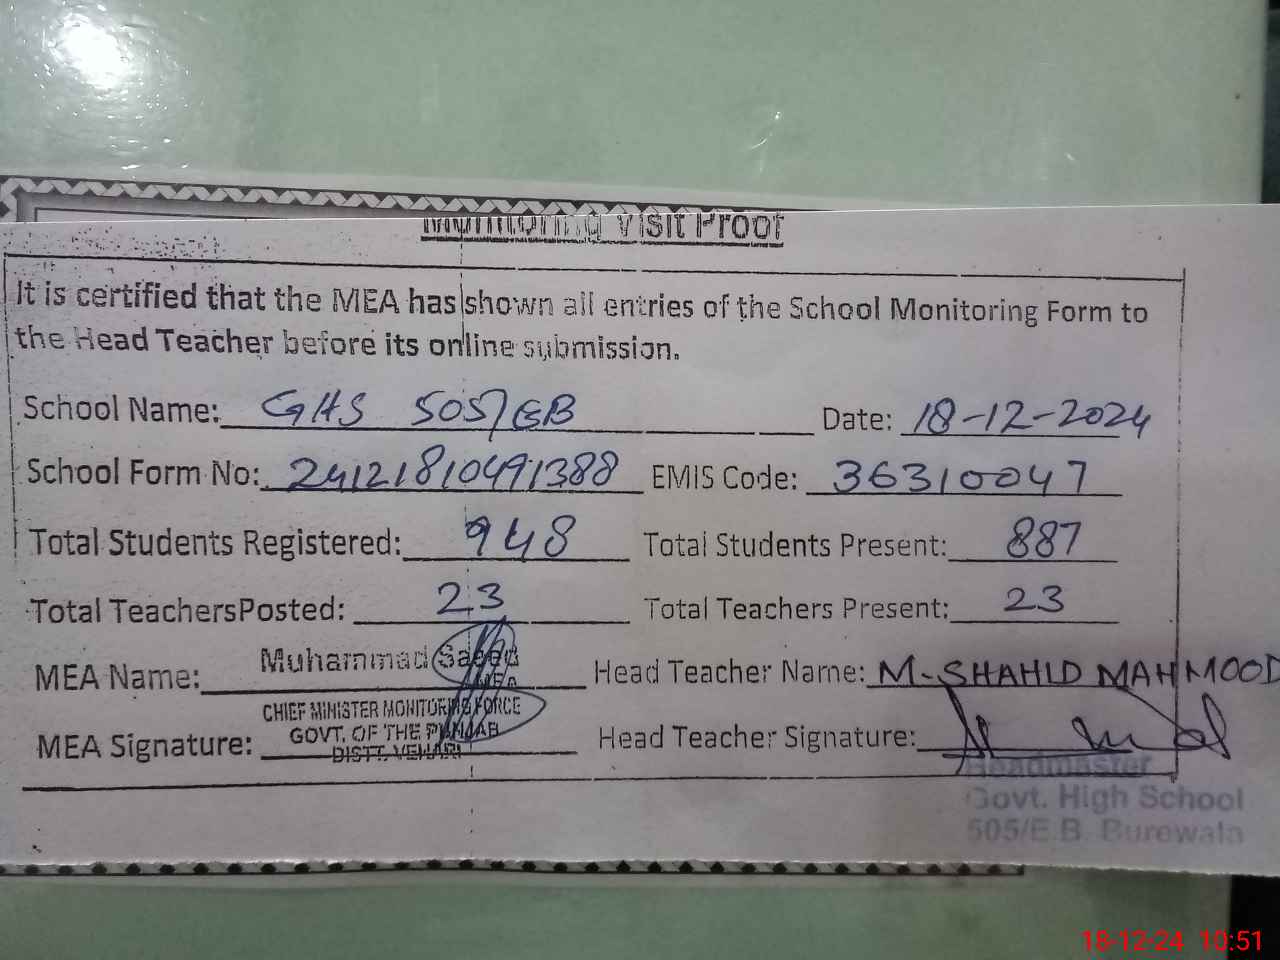 Monitoring Visit Proof
It is certified that the MEA has shown all entries of the School Monitoring Form to
the Head Teacher before its online submission.
School Name: GHS 505/EB Date: 18-12-2024
School Form No: 24121810491388 EMIS Code: 36310047
Total Students Registered: 948 Total Students Present: 887
Total TeachersPosted: 23 Total Teachers Present: 23
MEA Name: Muhammad Saeed Head Teacher Name: M-SHAHID MAHMOOD
MEA
CHIEF MINISTER MONITORING FORCE
GOVT. OF THE PUNJAB
MEA Signature: DISTT. VEHARI Head Teacher Signature:
Headmaster
Govt. High School
505/E.B. Burewala
18-12-24 10:51